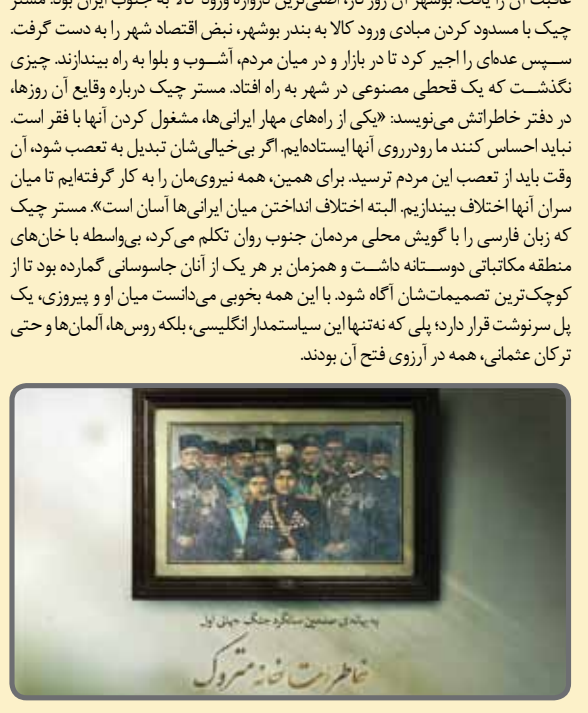 عاقبت آن را یافت. بوشهر آن روزگار، اصلی‌ترین دروازه ورود کالا به جنوب ایران بود. مستر
چیک با مسدود کردن مبادی ورود کالا به بندر بوشهر، نبض اقتصاد شهر را به دست گرفت.
سپس عده‌ای را اجیر کرد تا در بازار و در میان مردم، آشوب و بلوا به راه بیندازند. چیزی
نگذشت که یک قحطی مصنوعی در شهر به راه افتاد. مستر چیک درباره وقایع آن روزها،
در دفتر خاطراتش می‌نویسد: «یکی از راه‌های مهار ایرانی‌ها، مشغول کردن آنها با فقر است.
نباید احساس کنند ما رودرروی آنها ایستاده‌ایم. اگر بی‌خیالی‌شان تبدیل به تعصب شود، آن
وقت باید از تعصب این مردم ترسید. برای همین، همه نیروی‌مان را به کار گرفته‌ایم تا میان
سران آنها اختلاف بیندازیم. البته اختلاف انداختن میان ایرانی‌ها آسان است». مستر چیک
که زبان فارسی را با گویش محلی مردمان جنوب روان تکلم می‌کرد، بی‌واسطه با خان‌های
منطقه مکاتباتی دوستانه داشت و همزمان بر هر یک از آنان جاسوسانی گمارده بود تا از
کوچک‌ترین تصمیمات‌شان آگاه شود. با این همه بخوبی می‌دانست میان او و پیروزی، یک
پل سرنوشت قرار دارد؛ پلی که نه‌تنها این سیاستمدار انگلیسی، بلکه روس‌ها، آلمان‌ها و حتی
ترکان عثمانی، همه در آرزوی فتح آن بودند.
به بهانه‌ی صدمین سالگرد جنگ جهانی اول
خاطرات خانه متروک